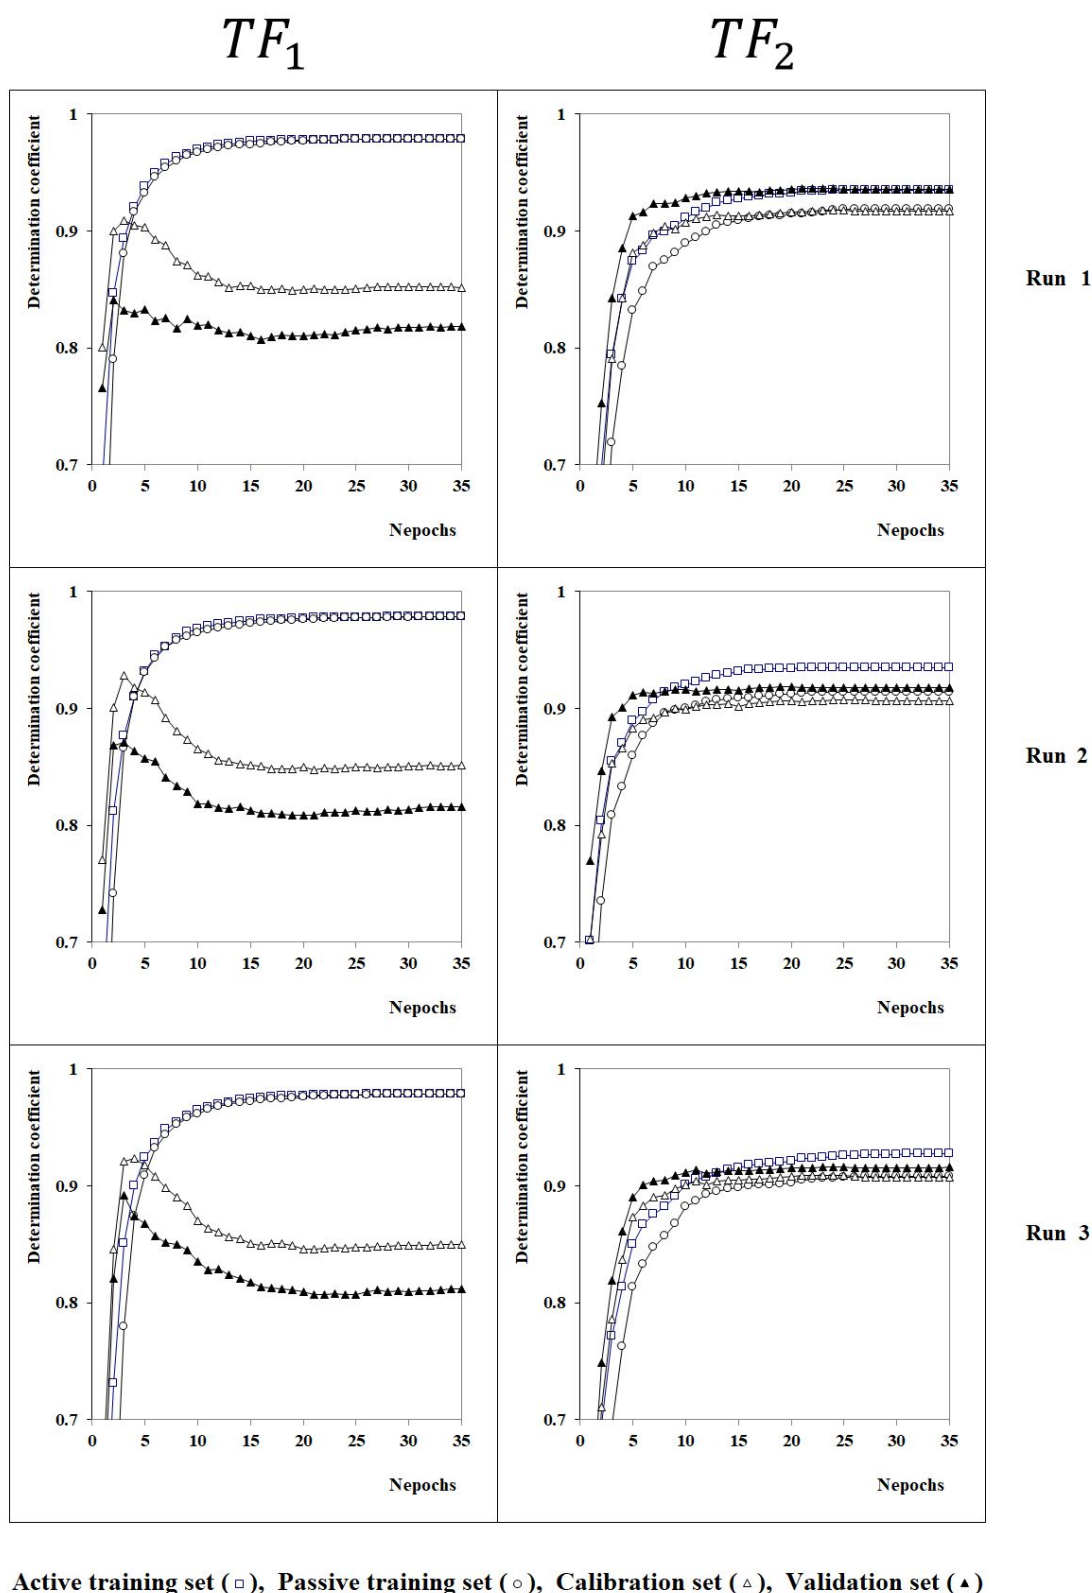 TF₁ TF₂
Determination coefficient
1
0.9
0.8
0.7
0 5 10 15 20 25 30 35
Nepochs
Determination coefficient
1
0.9
0.8
0.7
0 5 10 15 20 25 30 35
Nepochs
Run 1
Determination coefficient
1
0.9
0.8
0.7
0 5 10 15 20 25 30 35
Nepochs
Determination coefficient
1
0.9
0.8
0.7
0 5 10 15 20 25 30 35
Nepochs
Run 2
Determination coefficient
1
0.9
0.8
0.7
0 5 10 15 20 25 30 35
Nepochs
Determination coefficient
1
0.9
0.8
0.7
0 5 10 15 20 25 30 35
Nepochs
Run 3
Active training set (□), Passive training set (○), Calibration set (△), Validation set (▲)